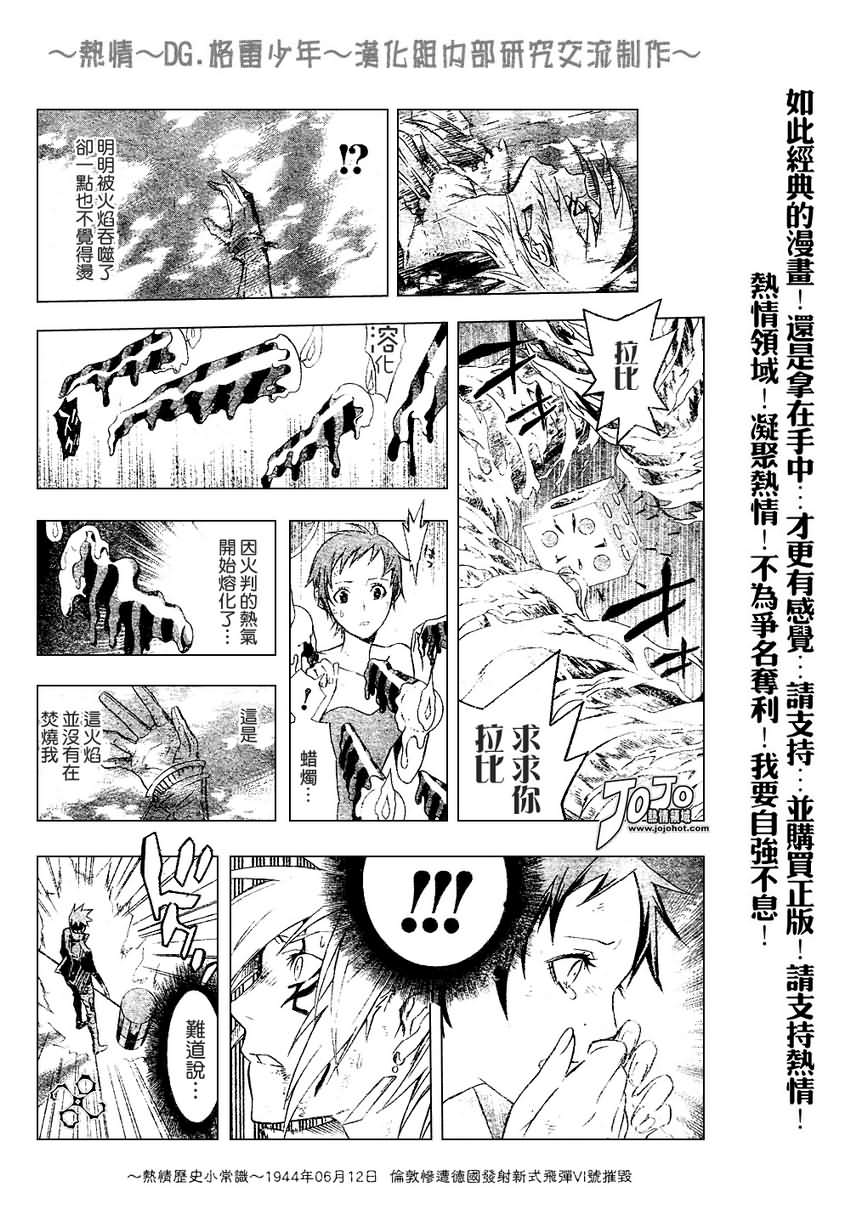 ～熱情～DG.格雷少年～漢化組內部研究交流制作～
如此經典的漫畫！還是拿在手中…才更有感覺…請支持…並購買正版！請支持熱情！
熱情領域！凝聚熱情！不為爭名奪利！我要自強不息！
!?
明明被火焰吞噬了
卻一點也不覺得燙
拉比
溶化
求求你
拉比
蠟燭…
因火判的熱氣
開始熔化了…
這是
這火焰
並沒有在
焚燒我
JOJO
熱情領域
www.jojohot.com
!!!
難道說…
～熱情歷史小常識～1944年06月12日 倫敦慘遭德國發射新式飛彈VI號摧毀